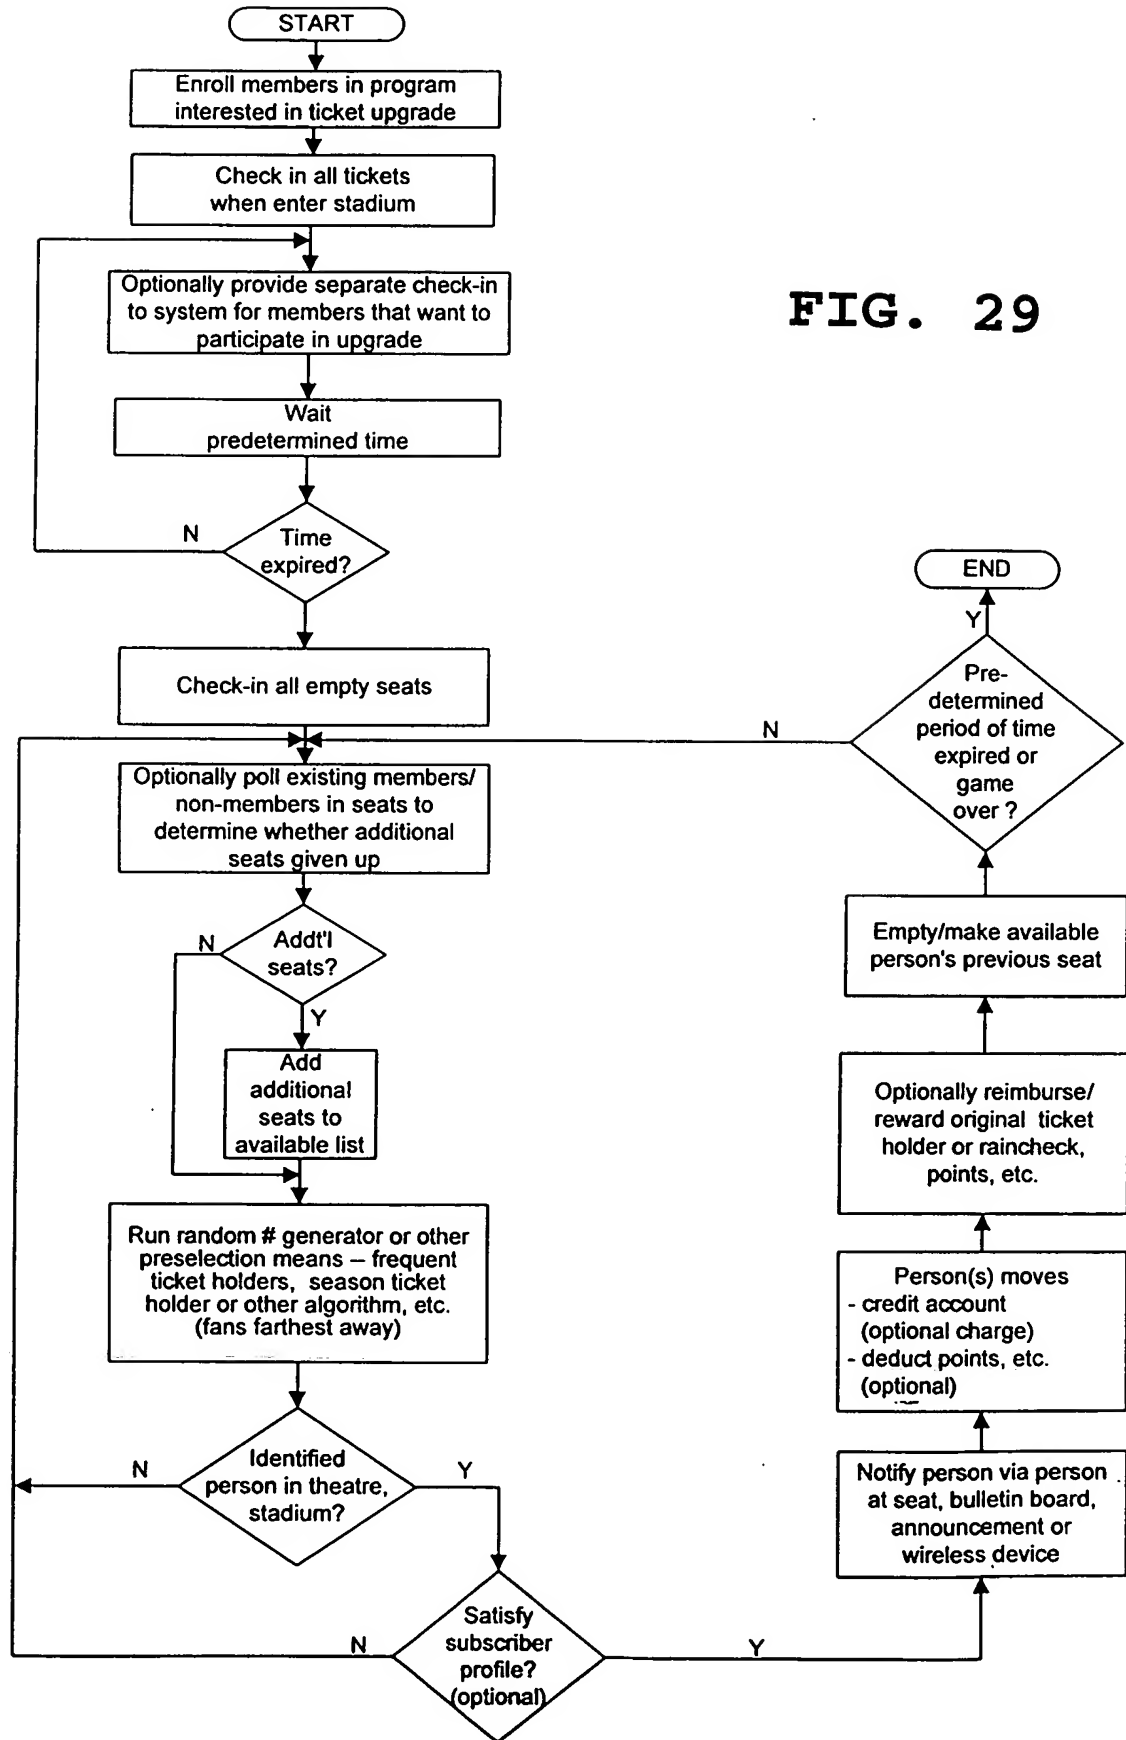 START
Enroll members in program
interested in ticket upgrade
Check in all tickets
when enter stadium
Optionally provide separate check-in
to system for members that want to
participate in upgrade
FIG. 29
Wait
predetermined time
N
Time
expired?
Check-in all empty seats
Optionally poll existing members/
non-members in seats to
determine whether additional
seats given up
N
Addt'l
seats?
Y
Add
additional
seats to
available list
Run random # generator or other
preselection means – frequent
ticket holders, season ticket
holder or other algorithm, etc.
(fans farthest away)
N
Identified
person in theatre,
stadium?
Y
N
Satisfy
subscriber
profile?
(optional)
Y
Notify person via person
at seat, bulletin board,
announcement or
wireless device
Person(s) moves
- credit account
(optional charge)
- deduct points, etc.
(optional)
Optionally reimburse/
reward original ticket
holder or raincheck,
points, etc.
Empty/make available
person's previous seat
Pre-
determined
period of time
expired or
game
over ?
N
Y
END